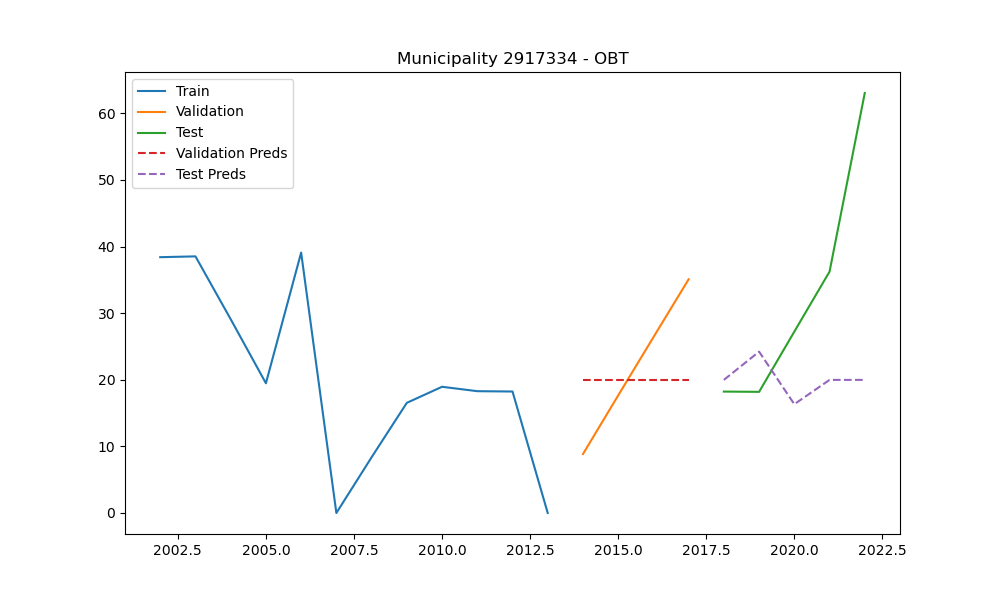 Municipality 2917334 - OBT
Train
Validation
Test
Validation Preds
Test Preds
60
50
40
30
20
10
0
2002.5 2005.0 2007.5 2010.0 2012.5 2015.0 2017.5 2020.0 2022.5